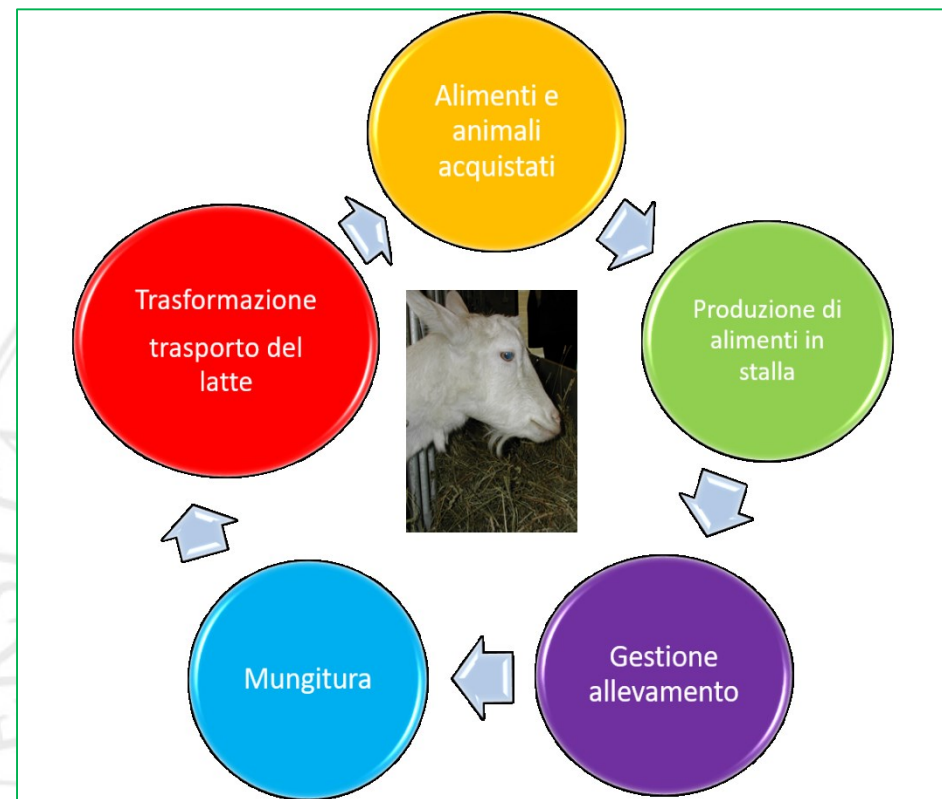 Alimenti e
animali
acquistati
Produzione di
alimenti in
stalla
Gestione
allevamento
Mungitura
Trasformazione
trasporto del
latte